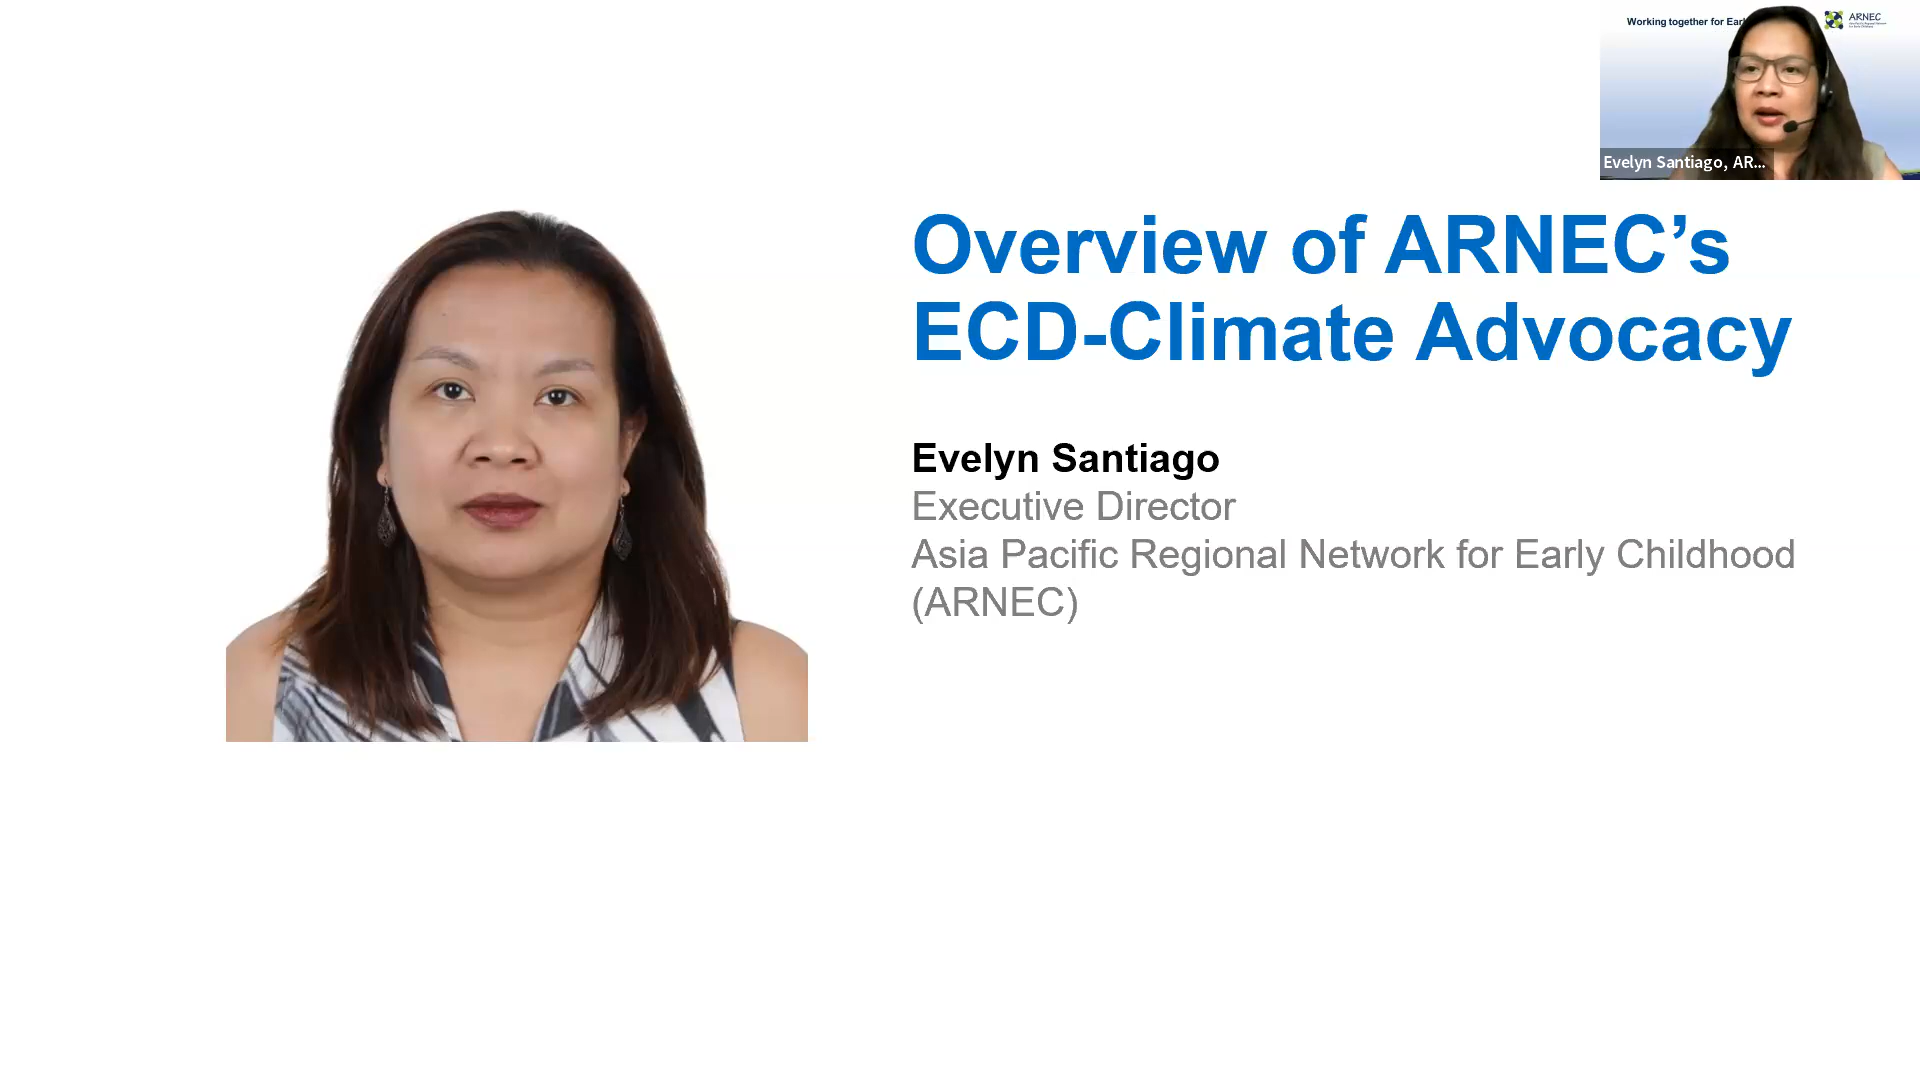 Working together for Earl
ARNEC
Evelyn Santiago, AR...
Overview of ARNEC’s
ECD-Climate Advocacy
Evelyn Santiago
Executive Director
Asia Pacific Regional Network for Early Childhood
(ARNEC)